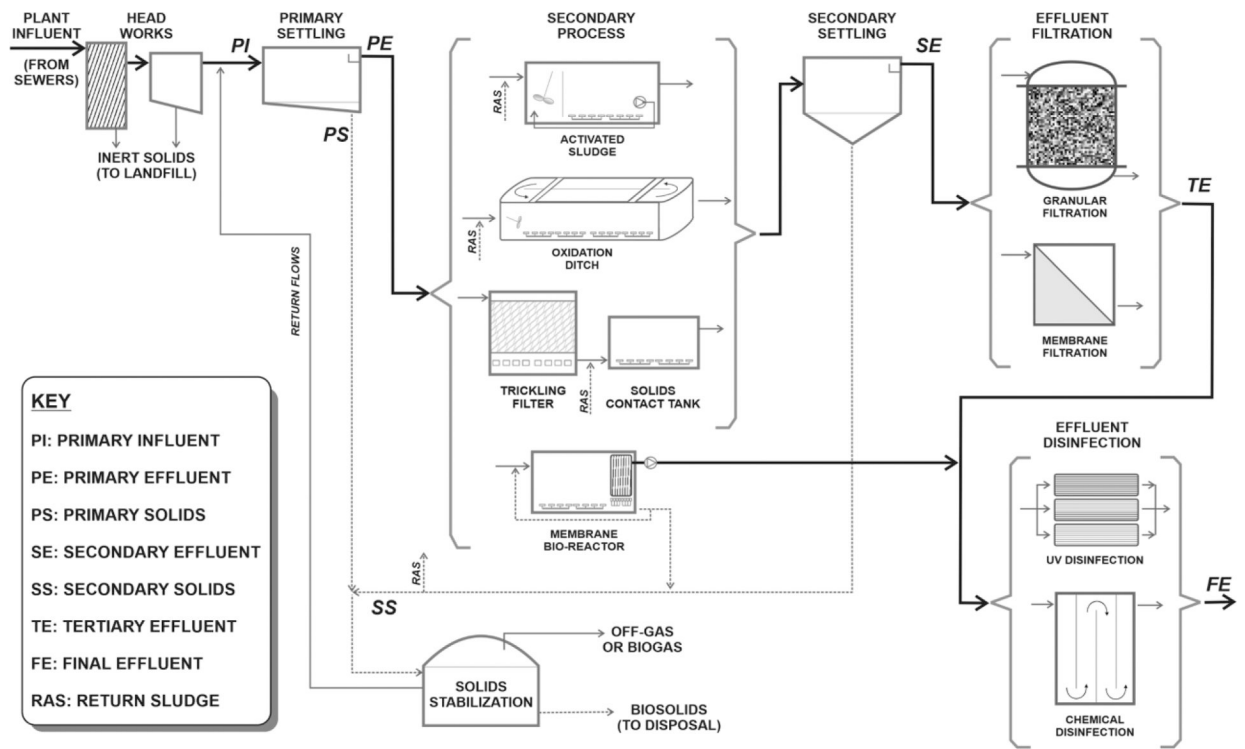 PLANT
INFLUENT
(FROM
SEWERS)
HEAD
WORKS
PI
PRIMARY
SETTLING
PE
SECONDARY
PROCESS
SECONDARY
SETTLING
SE
EFFLUENT
FILTRATION
RAS
ACTIVATED
SLUDGE
PS
INERT SOLIDS
(TO LANDFILL)
RAS
OXIDATION
DITCH
GRANULAR
FILTRATION
TE
RETURN FLOWS
TRICKLING
FILTER
RAS
SOLIDS
CONTACT TANK
MEMBRANE
FILTRATION
KEY
PI: PRIMARY INFLUENT
PE: PRIMARY EFFLUENT
PS: PRIMARY SOLIDS
SE: SECONDARY EFFLUENT
SS: SECONDARY SOLIDS
TE: TERTIARY EFFLUENT
FE: FINAL EFFLUENT
RAS: RETURN SLUDGE
MEMBRANE
BIO-REACTOR
RAS
SS
EFFLUENT
DISINFECTION
UV DISINFECTION
FE
CHEMICAL
DISINFECTION
OFF-GAS
OR BIOGAS
SOLIDS
STABILIZATION
BIOSOLIDS
(TO DISPOSAL)